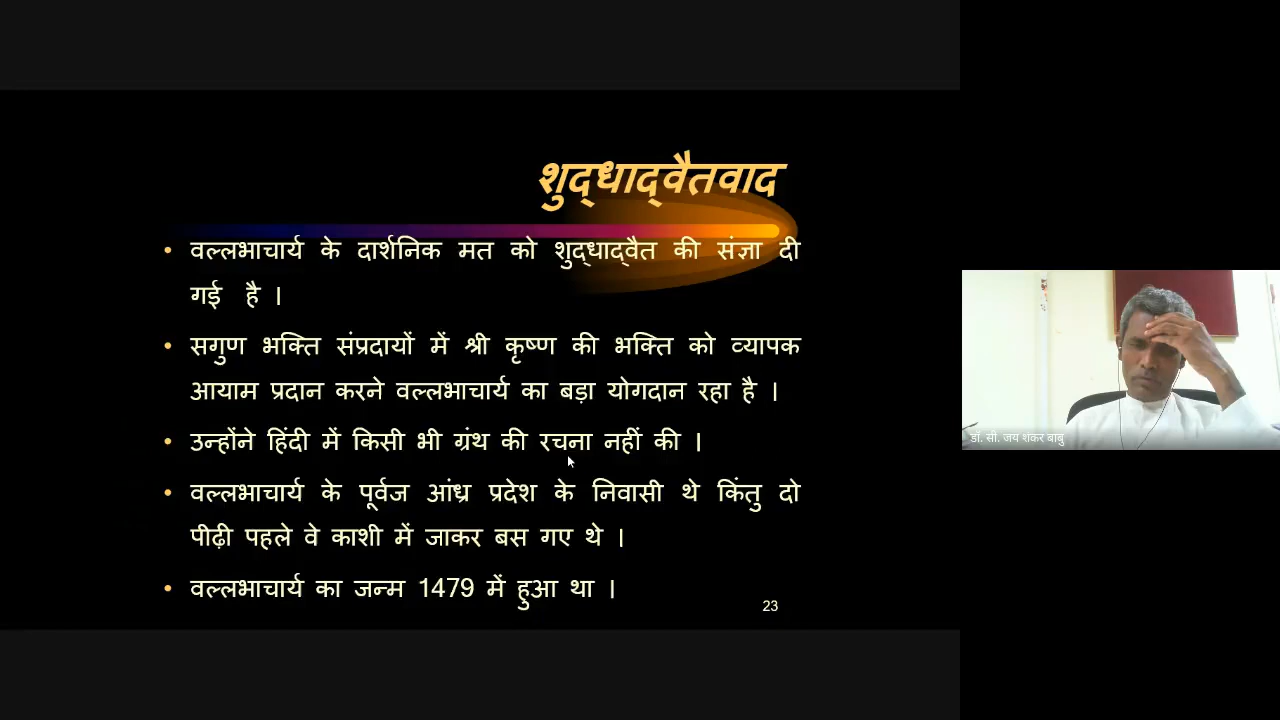 शुद्धाद्वैतवाद
• वल्लभाचार्य के दार्शनिक मत को शुद्धाद्वैत की संज्ञा दी
गई है ।
• सगुण भक्ति संप्रदायों में श्री कृष्ण की भक्ति को व्यापक
आयाम प्रदान करने वल्लभाचार्य का बड़ा योगदान रहा है ।
• उन्होंने हिंदी में किसी भी ग्रंथ की रचना नहीं की ।
• वल्लभाचार्य के पूर्वज आंध्र प्रदेश के निवासी थे किंतु दो
पीढ़ी पहले वे काशी में जाकर बस गए थे ।
• वल्लभाचार्य का जन्म 1479 में हुआ था ।
23
डॉ. सी. जय शंकर बाबु